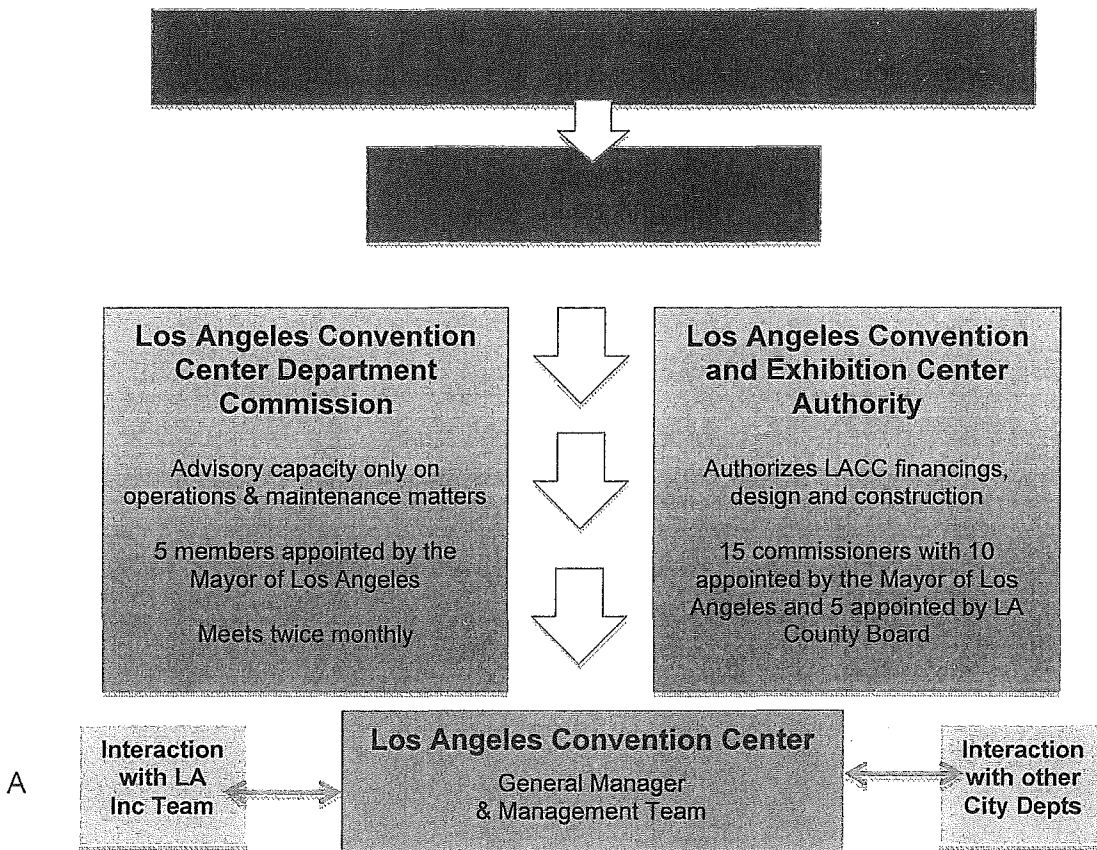 Los Angeles Convention
Center Department
Commission
Advisory capacity only on
operations & maintenance matters
5 members appointed by the
Mayor of Los Angeles
Meets twice monthly
Los Angeles Convention
and Exhibition Center
Authority
Authorizes LACC financings,
design and construction
15 commissioners with 10
appointed by the Mayor of Los
Angeles and 5 appointed by LA
County Board
A
Interaction
with LA
Inc Team
Los Angeles Convention Center
General Manager
& Management Team
Interaction
with other
City Depts